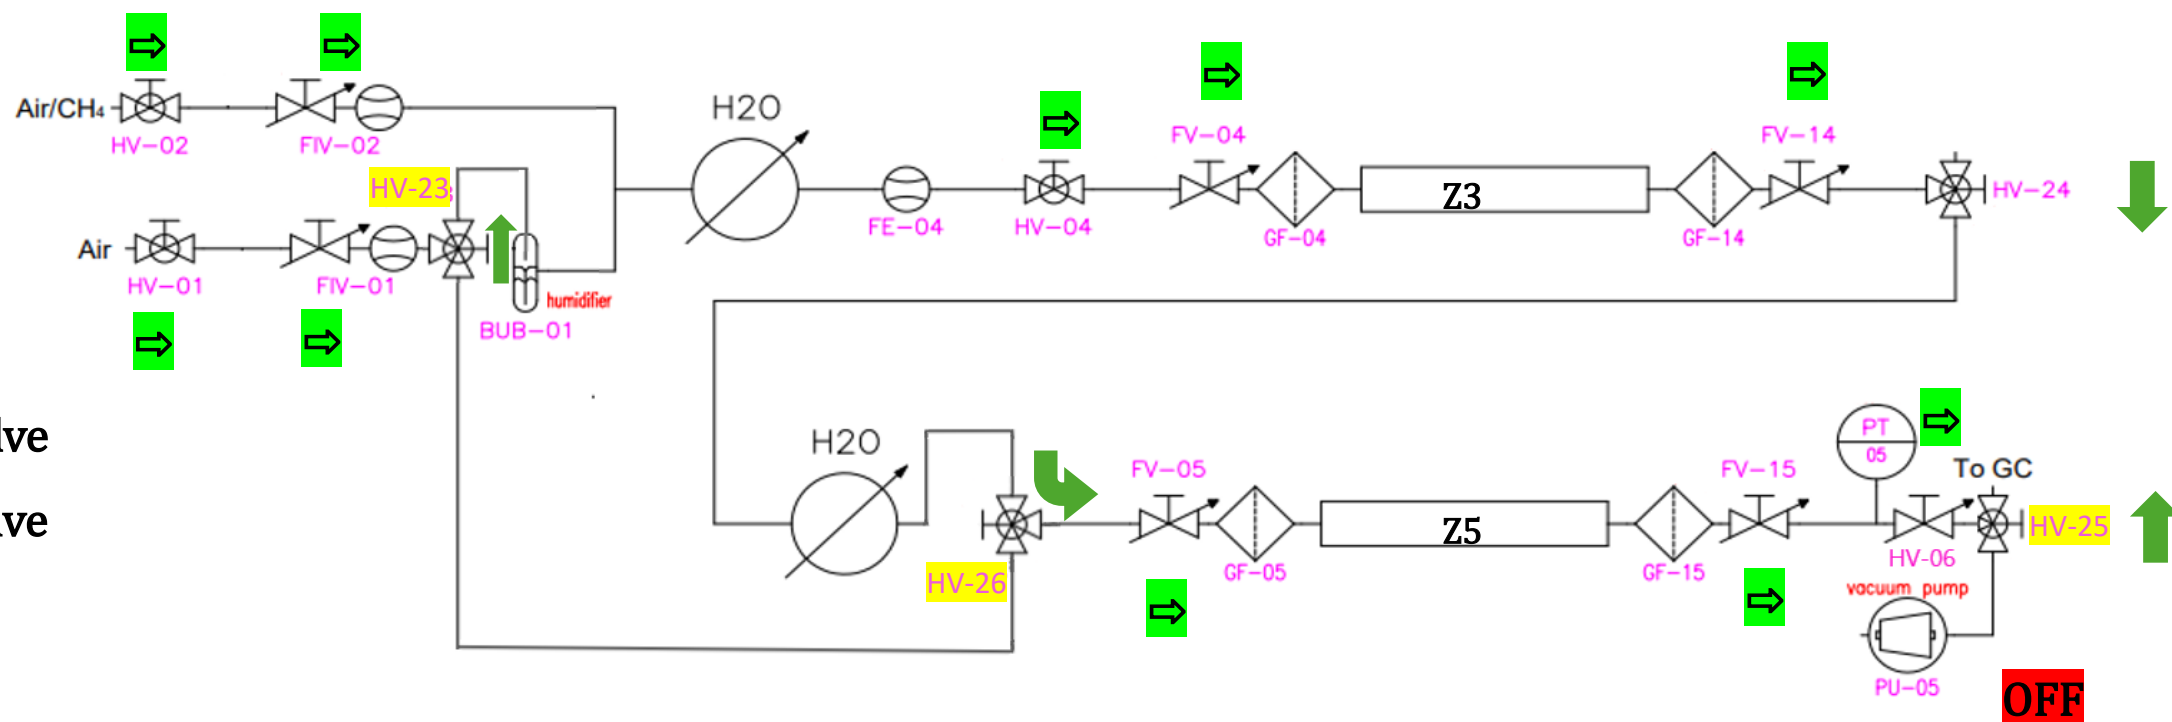 H2O
FV-04
FV-14
Air/CH4
HV-02
FIV-02
HV-23
Z3
HV-24
FE-04
HV-04
GF-04
GF-14
Air
HV-01
FIV-01
humidifier
BUB-01
lve
ve
H2O
FV-05
FV-15
PT
05
To GC
Z5
HV-25
HV-06
GF-05
GF-15
HV-26
vacuum pump
PU-05
OFF